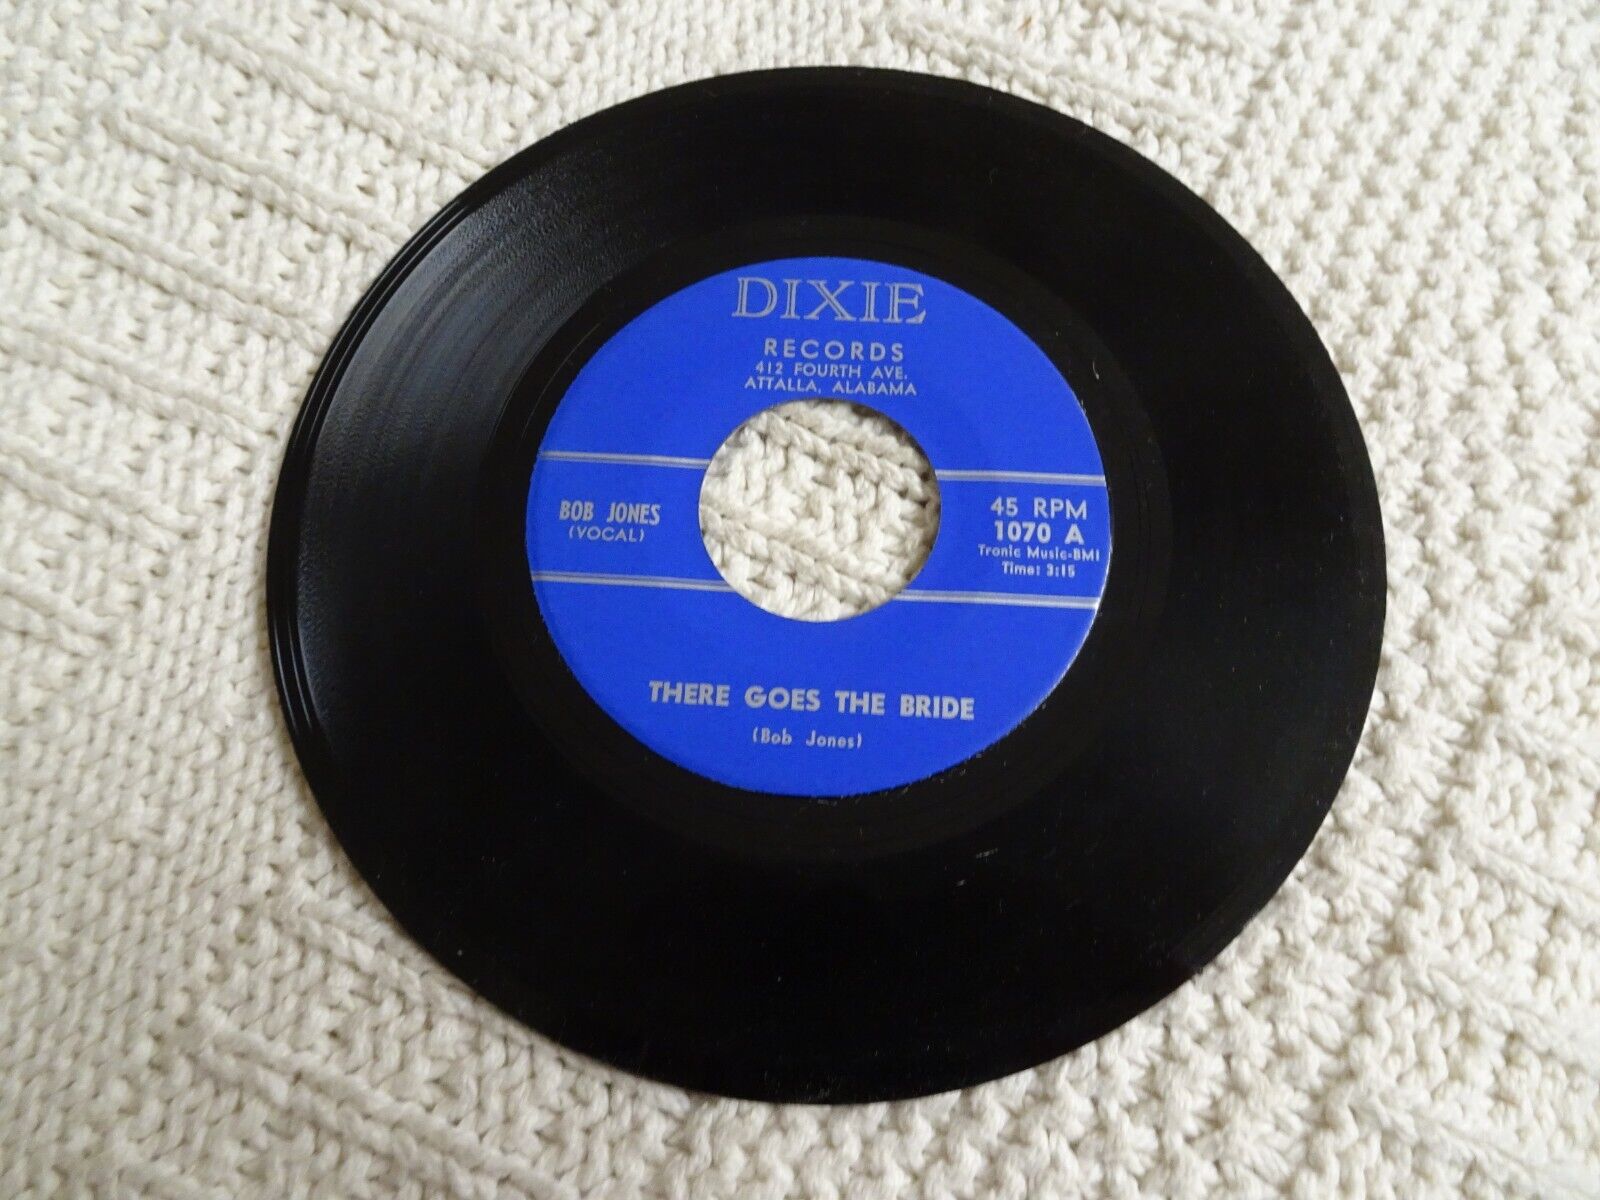 DIXIE
RECORDS
412 FOURTH AVE.
ATTALLA, ALABAMA
BOB JONES
(VOCAL)
45 RPM
1070 A
Tronic Music-BMI
Time: 3:15
THERE GOES THE BRIDE
(Bob Jones)